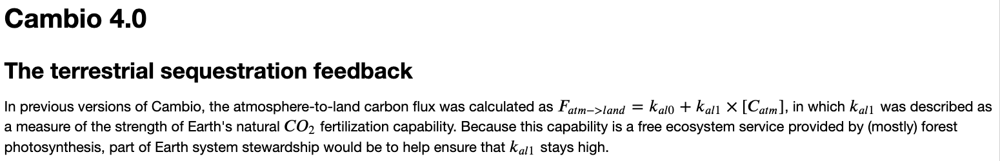 Cambio 4.0
The terrestrial sequestration feedback
In previous versions of Cambio, the atmosphere-to-land carbon flux was calculated as F_{atm->land} = k_{al0} + k_{al1} × [C_{atm}], in which k_{al1} was described as
a measure of the strength of Earth's natural CO_2 fertilization capability. Because this capability is a free ecosystem service provided by (mostly) forest
photosynthesis, part of Earth system stewardship would be to help ensure that k_{al1} stays high.